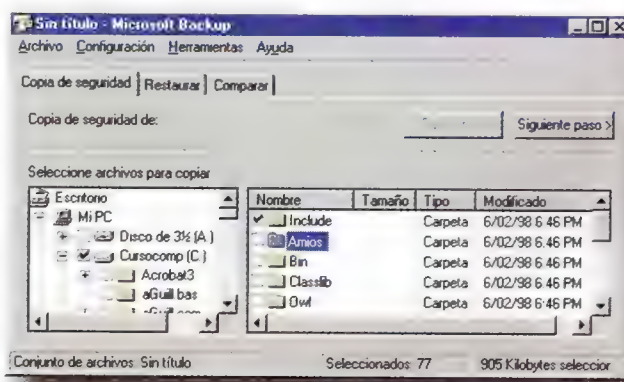 Sin título - Microsoft Backup
Archivo Configuración Herramientas Ayuda
Copia de seguridad Restaurar Comparar
Copia de seguridad de:
Siguiente paso >
Seleccione archivos para copiar
Escritorio
Mi PC
Disco de 3½ (A )
Cursocomp (C )
Acrobat3
aGuill bas
Nombre Tamaño Tipo Modificado
Include Carpeta 6/02/98 6:46 PM
Amios Carpeta 6/02/98 6:46 PM
Bin Carpeta 6/02/98 6:46 PM
Classlib Carpeta 6/02/98 6:46 PM
Owl Carpeta 6/02/98 6:46 PM
Conjunto de archivos: Sin título Seleccionados: 77 905 Kilobytes seleccior